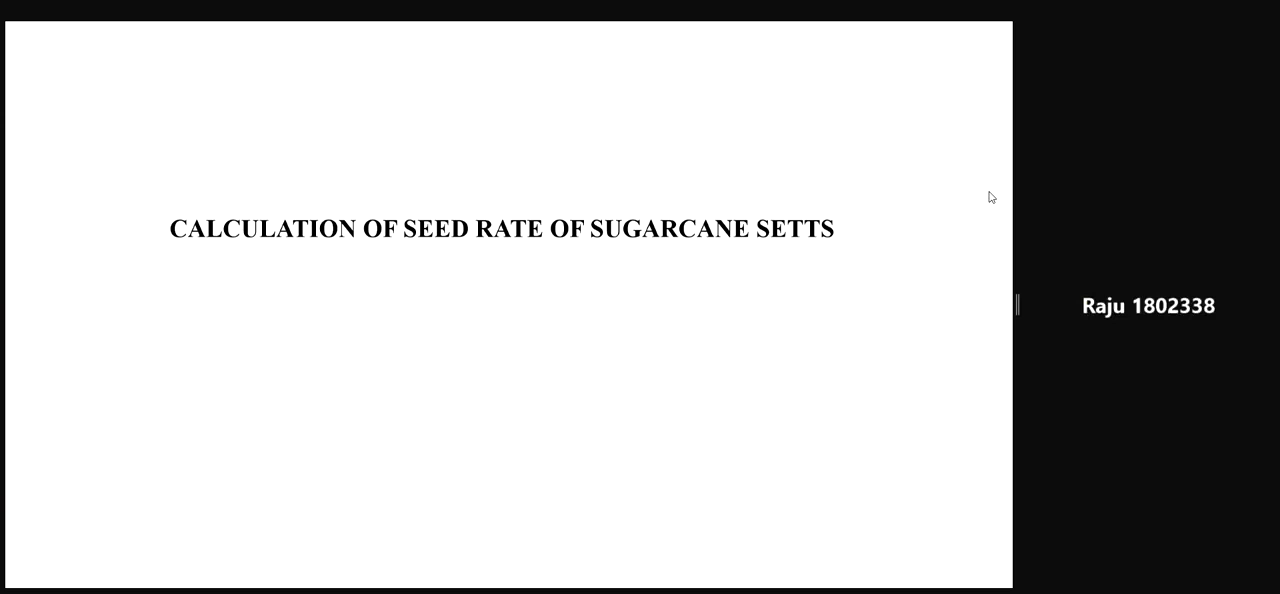 CALCULATION OF SEED RATE OF SUGARCANE SETTS
Raju 1802338